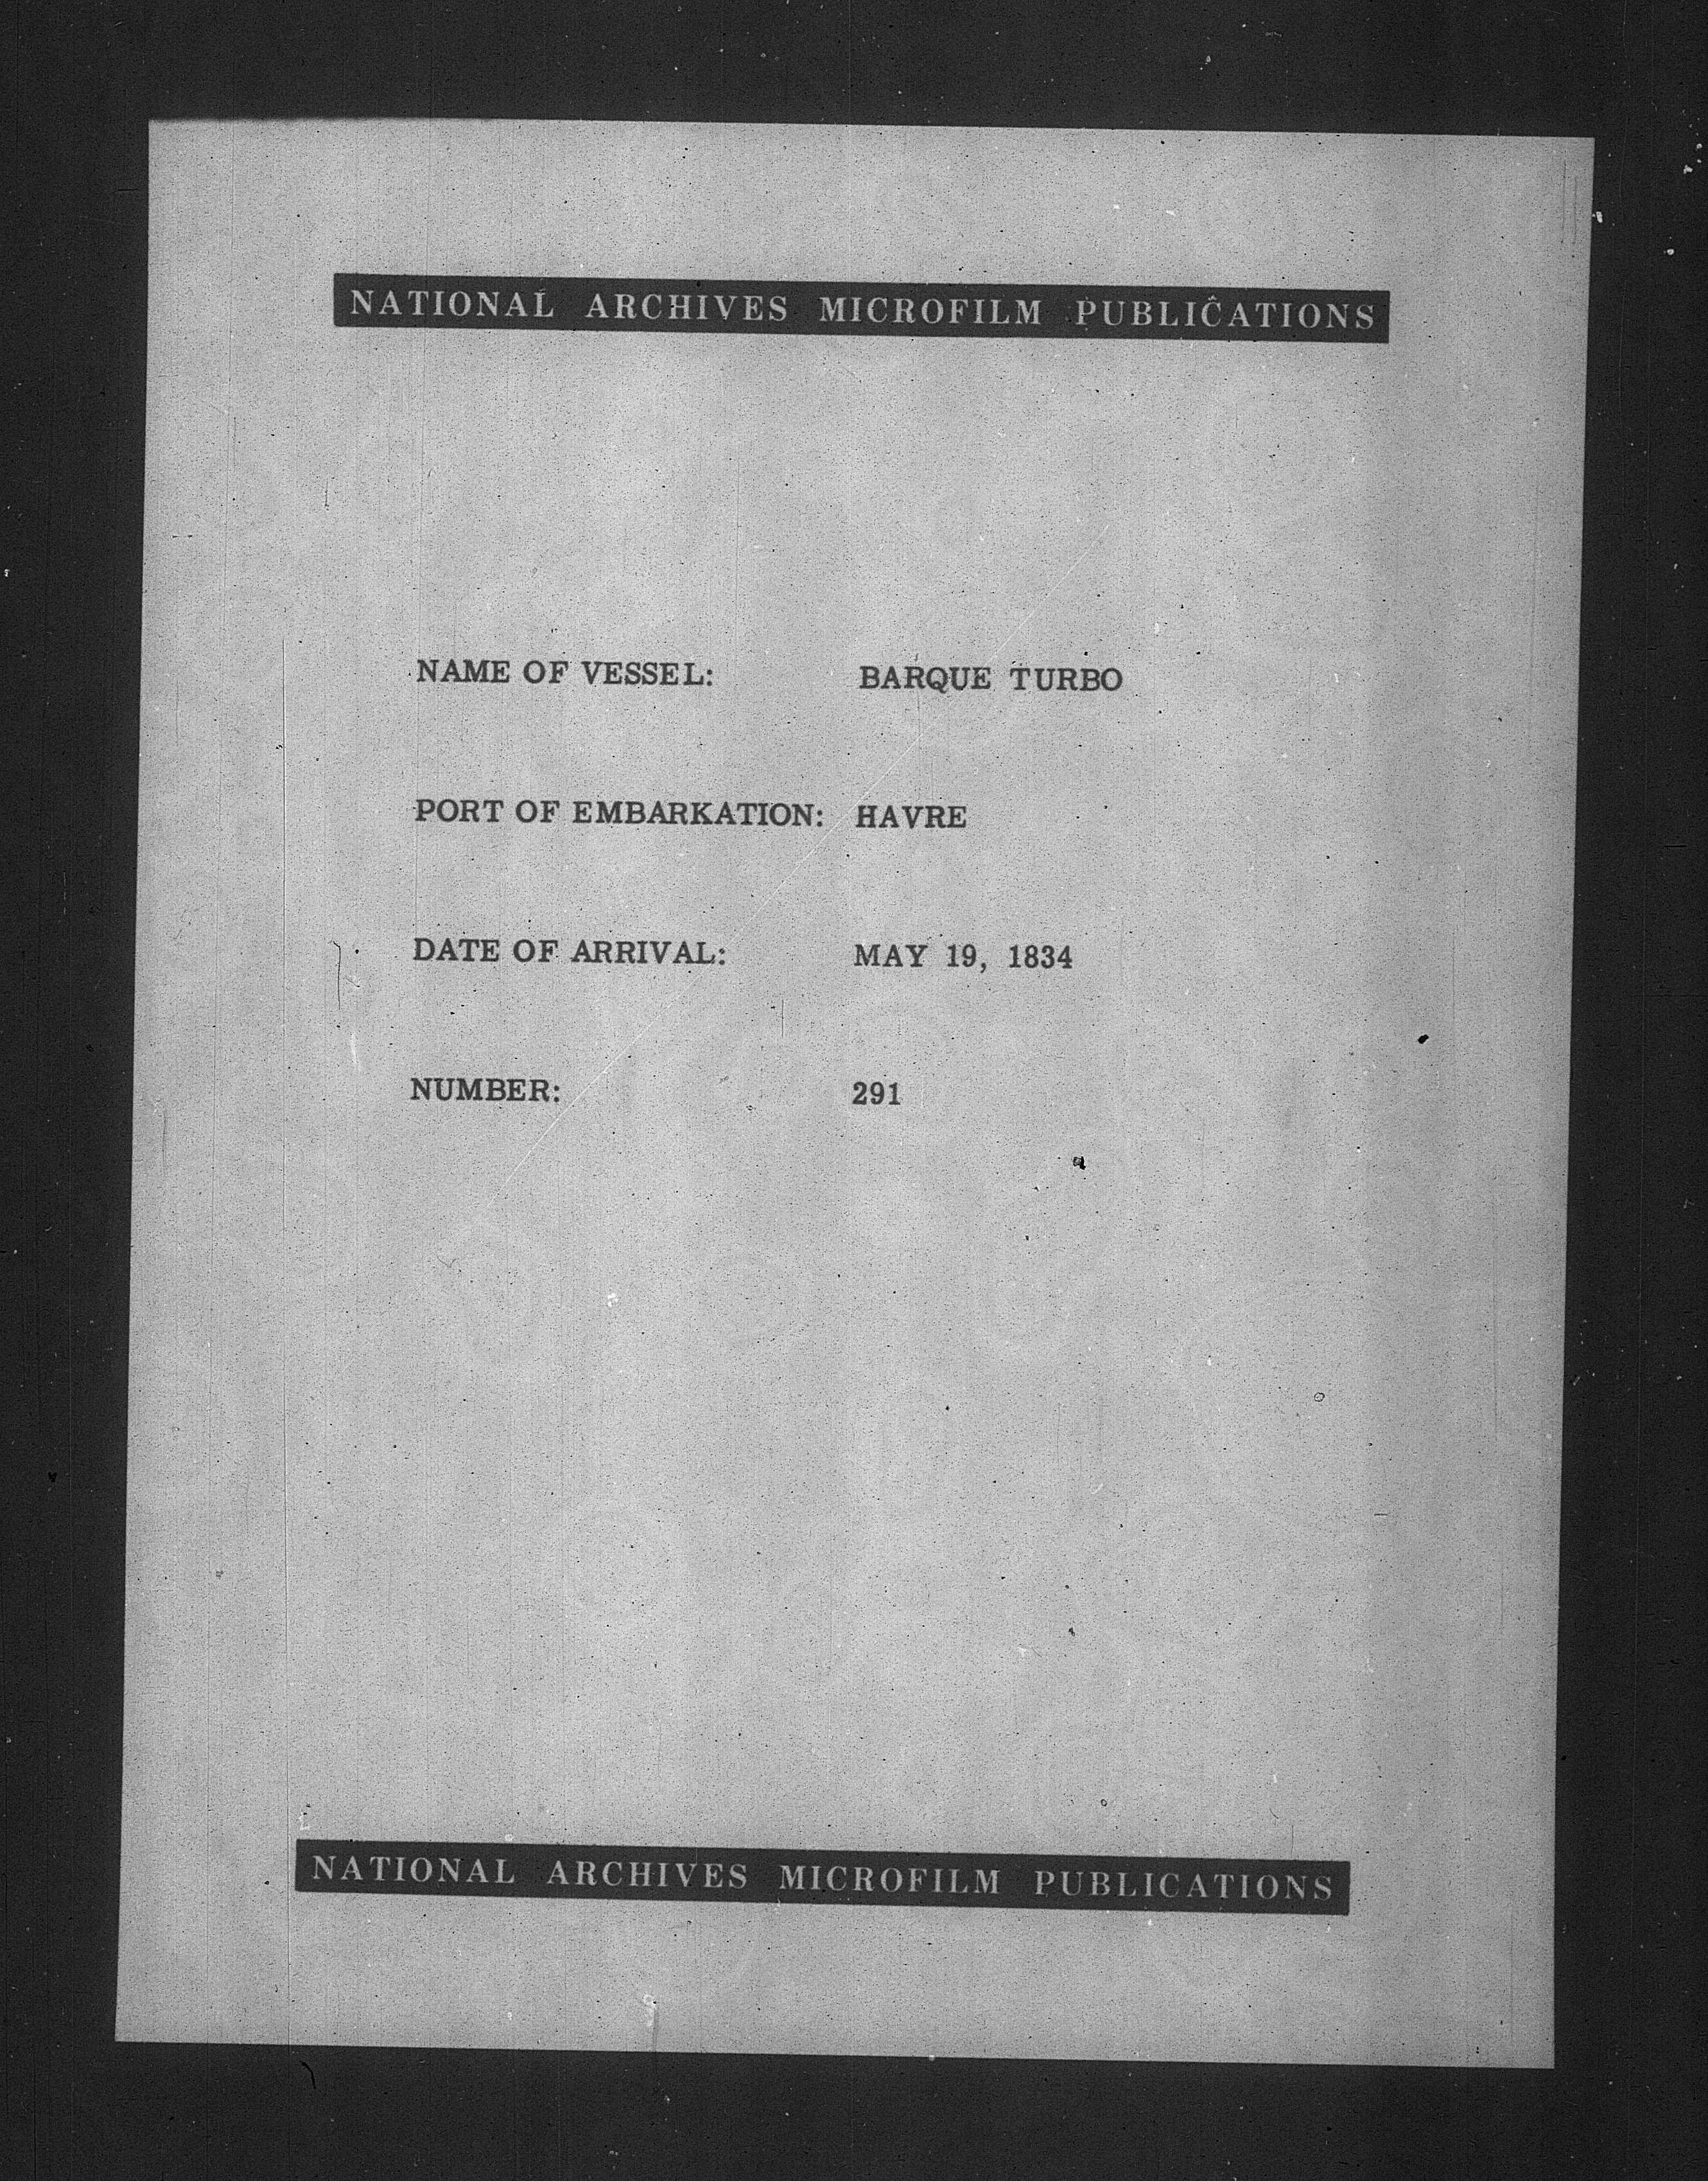 NATIONAL ARCHIVES MICROFILM PUBLICATIONS
NAME OF VESSEL: BARQUE TURBO
PORT OF EMBARKATION: HAVRE
DATE OF ARRIVAL: MAY 19, 1834
NUMBER: 291
NATIONAL ARCHIVES MICROFILM PUBLICATIONS